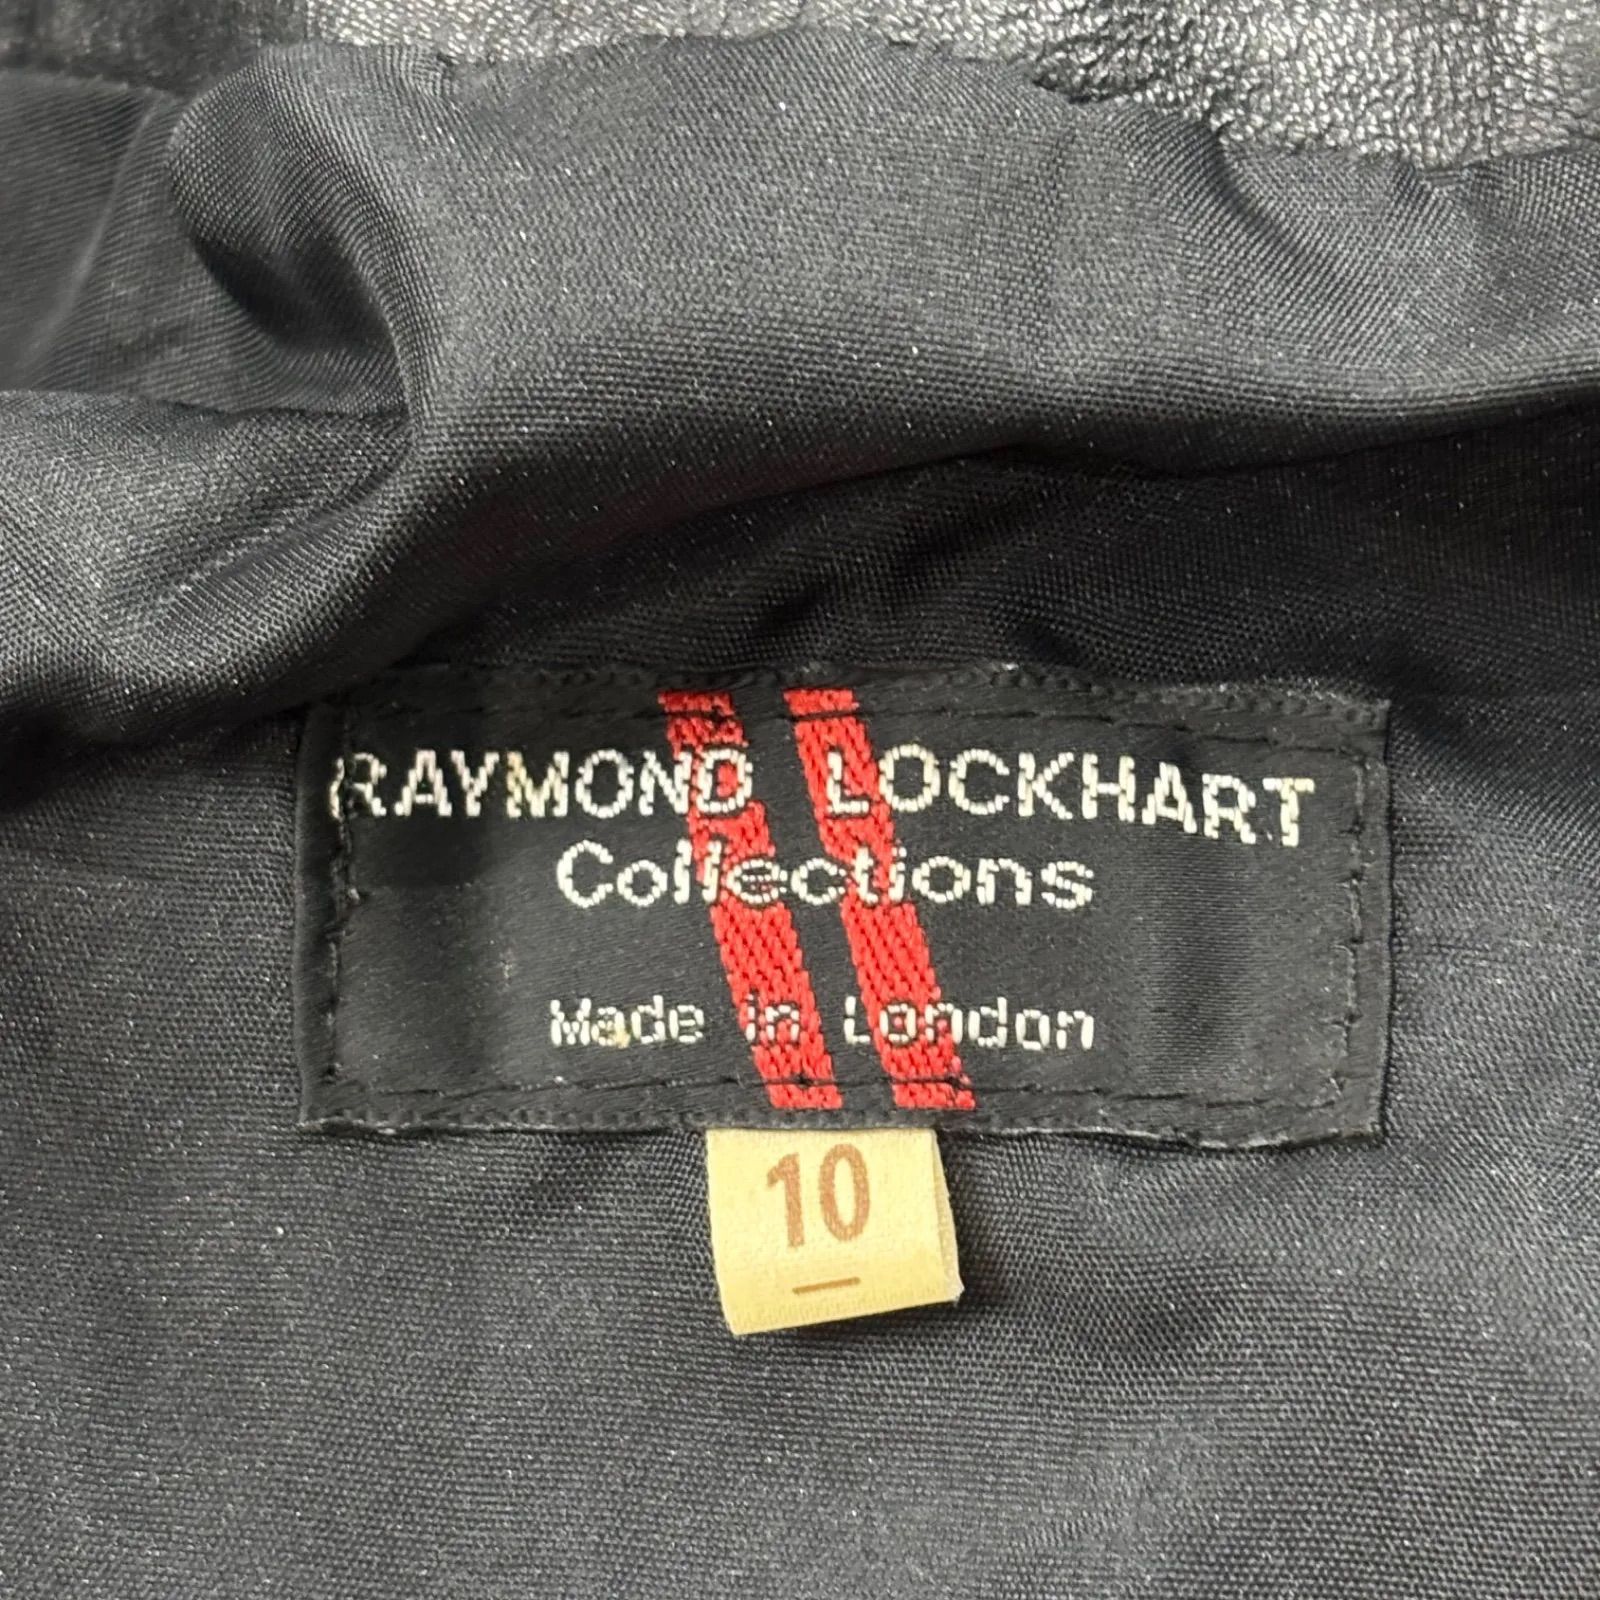 RAYMOND LOCKHART
Collections
Made in London
10